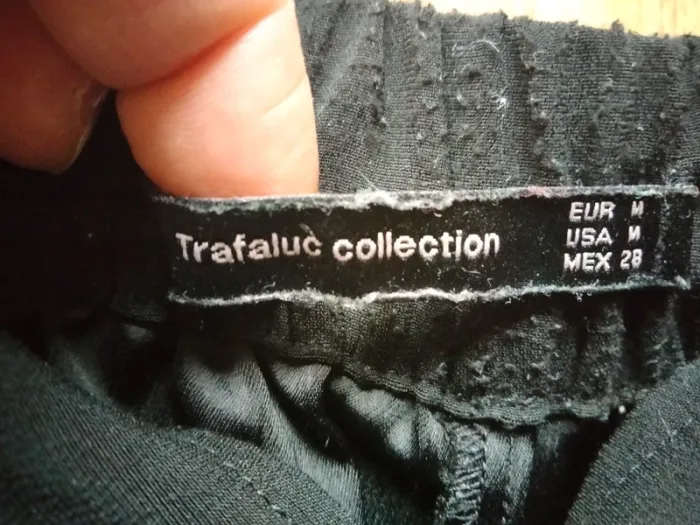 Trafaluc collection
EUR M
USA M
MEX 28